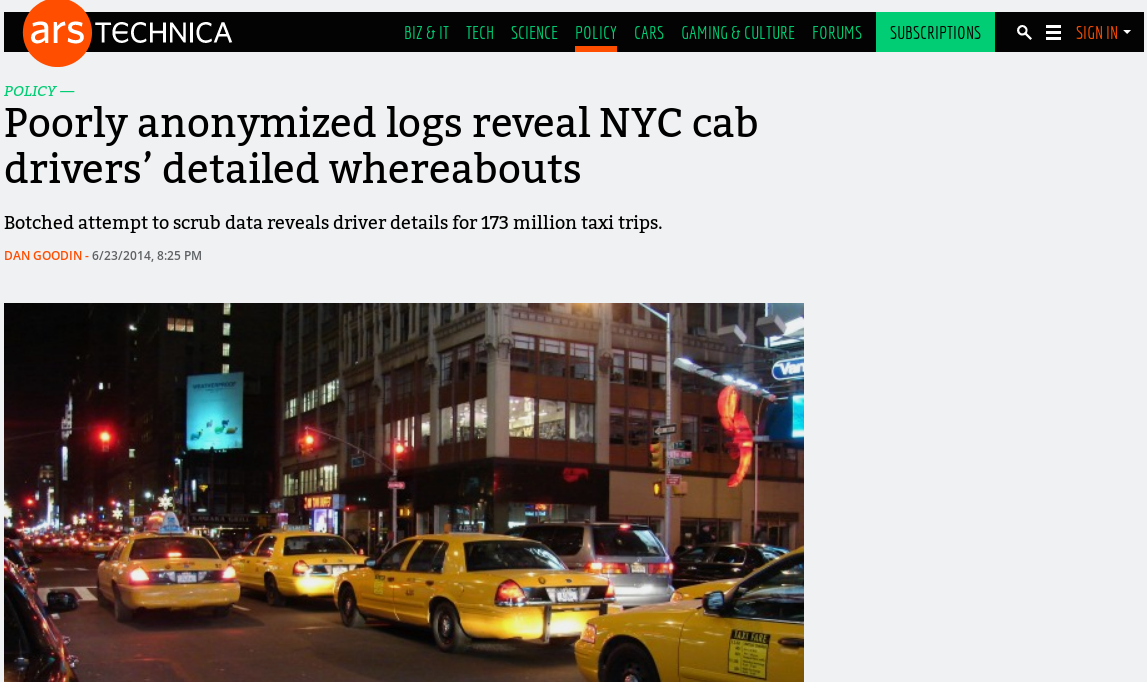 ars TECHNICA
BIZ & IT TECH SCIENCE POLICY CARS GAMING & CULTURE FORUMS SUBSCRIPTIONS SIGN IN
POLICY —
Poorly anonymized logs reveal NYC cab
drivers’ detailed whereabouts
Botched attempt to scrub data reveals driver details for 173 million taxi trips.
DAN GOODIN - 6/23/2014, 8:25 PM
WEATHERPROOF
Van
TAXI FARE